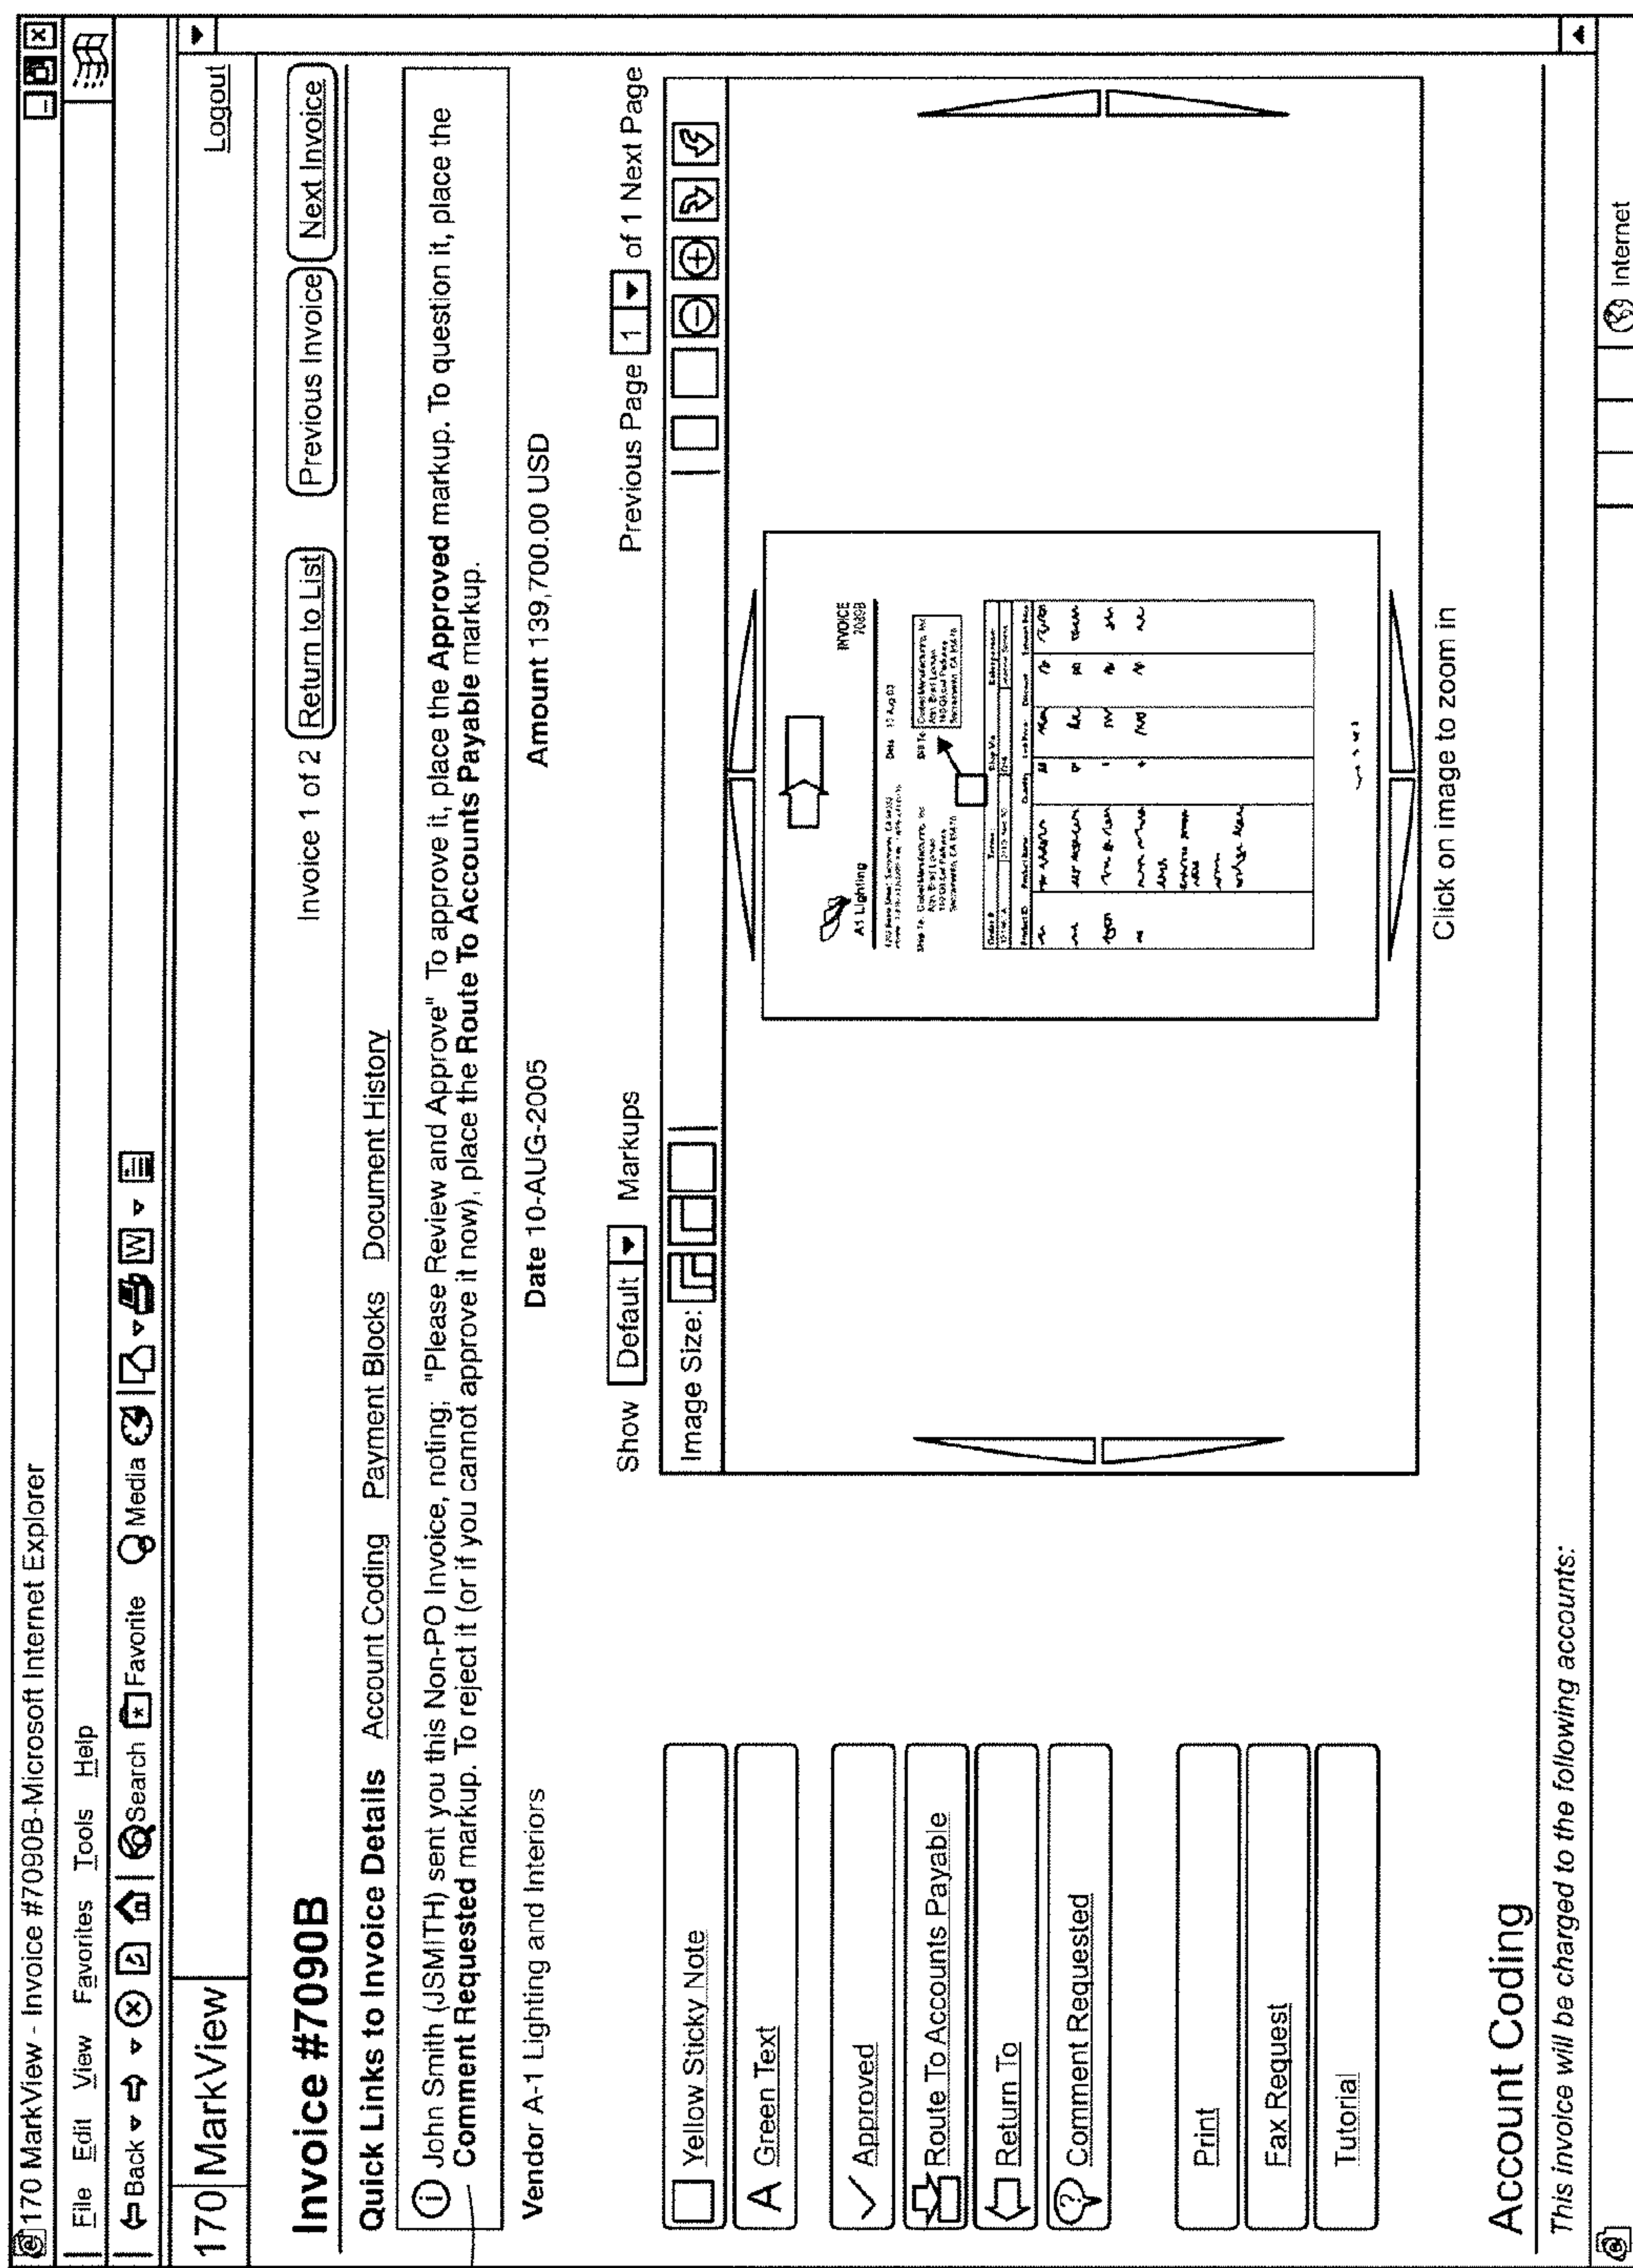 170 MarkView - Invoice #7090B-Microsoft Internet Explorer
File Edit View Favorites Tools Help
Back Search Favorite Media W
170 MarkView
Logout
Invoice #7090B
Invoice 1 of 2 Return to List Previous Invoice Next Invoice
Quick Links to Invoice Details Account Coding Payment Blocks Document History
John Smith (JSMITH) sent you this Non-PO Invoice, noting; "Please Review and Approve" To approve it, place the Approved markup. To question it, place the
Comment Requested markup. To reject it (or if you cannot approve it now), place the Route To Accounts Payable markup.
Vendor A-1 Lighting and Interiors Date 10-AUG-2005 Amount 139,700.00 USD
Show Default Markups Previous Page 1 of 1 Next Page
Image Size:
Yellow Sticky Note
A Green Text
Approved
Route To Accounts Payable
Return To
Comment Requested
Print
Fax Request
Tutorial
A1 Lighting
INVOICE
Date
Ship To:
Bill To:
Click on image to zoom in
Account Coding
This invoice will be charged to the following accounts:
Internet